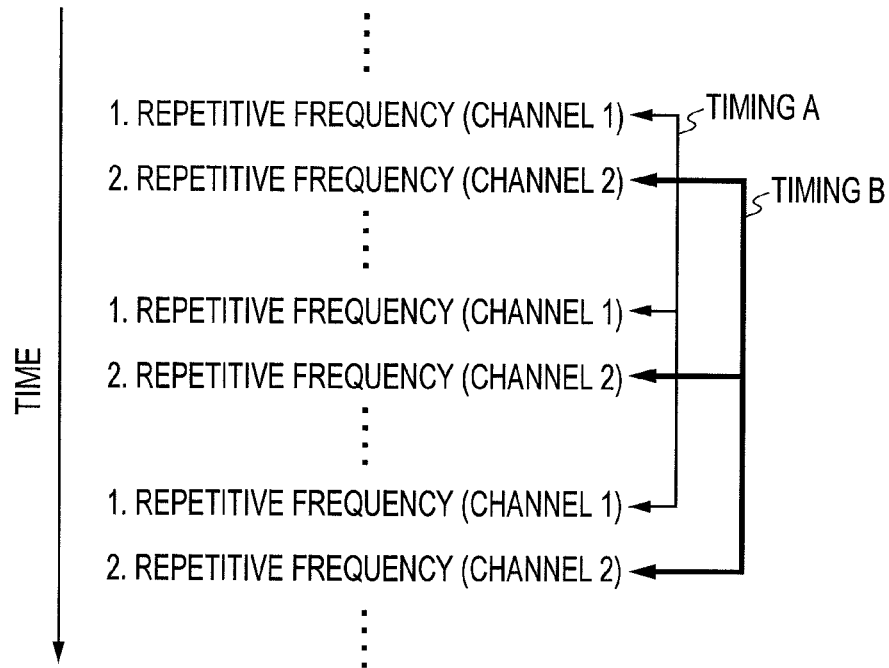 1. REPETITIVE FREQUENCY (CHANNEL 1)
TIMING A
2. REPETITIVE FREQUENCY (CHANNEL 2)
TIMING B
1. REPETITIVE FREQUENCY (CHANNEL 1)
TIME
2. REPETITIVE FREQUENCY (CHANNEL 2)
1. REPETITIVE FREQUENCY (CHANNEL 1)
2. REPETITIVE FREQUENCY (CHANNEL 2)